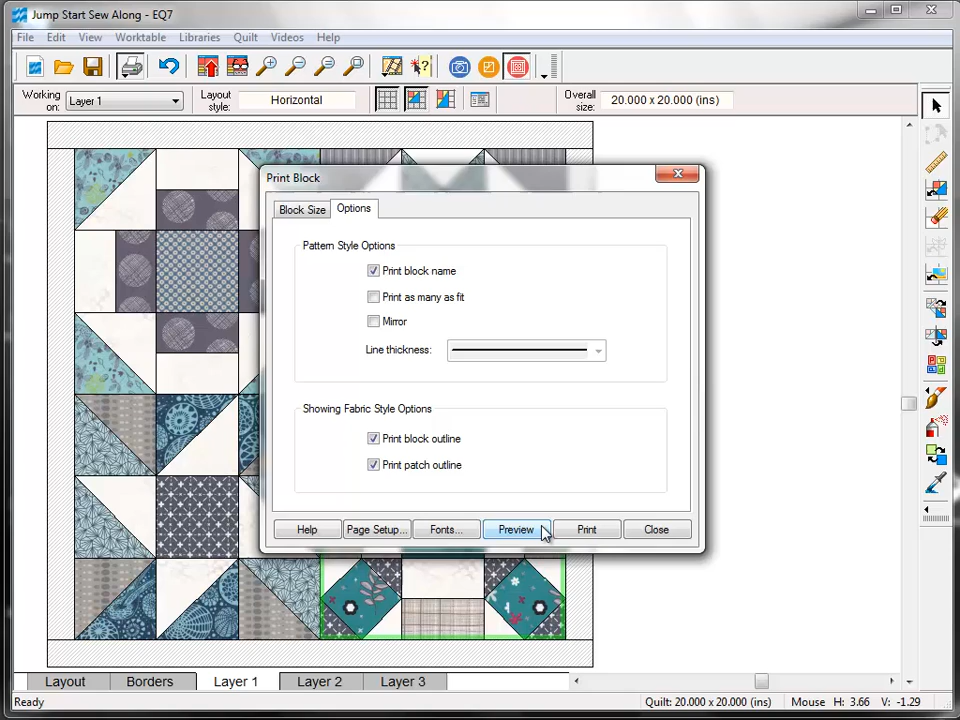 Jump Start Sew Along - EQ7
File Edit View Worktable Libraries Quilt Videos Help
Working on: Layer 1 Layout style: Horizontal Overall size: 20.000 x 20.000 (ins)
Print Block
Block Size Options
Pattern Style Options
Print block name
Print as many as fit
Mirror
Line thickness:
Showing Fabric Style Options
Print block outline
Print patch outline
Help Page Setup... Fonts... Preview Print Close
Layout Borders Layer 1 Layer 2 Layer 3
Ready Quilt: 20.000 x 20.000 (ins) Mouse H: 3.66 V: -1.29